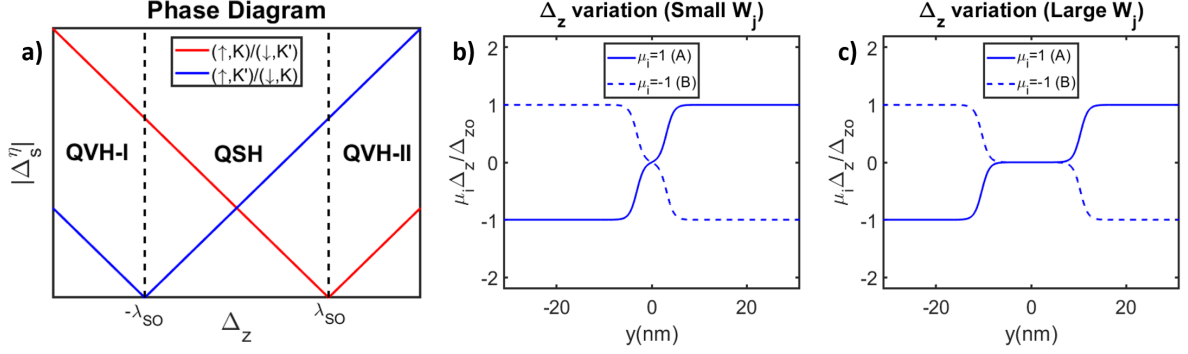 a)
Phase Diagram
(↑,K)/(↓,K')
(↑,K')/(↓,K)
QVH-I
QSH
QVH-II
|Δ_s^η|
-λ_SO
λ_SO
Δ_z
b)
Δ_z variation (Small W_j)
μ_i=1 (A)
μ_i=-1 (B)
2
1
0
-1
-2
μ_iΔ_z/Δ_zo
-20
0
20
y(nm)
c)
Δ_z variation (Large W_j)
μ_i=1 (A)
μ_i=-1 (B)
2
1
0
-1
-2
μ_iΔ_z/Δ_zo
-20
0
20
y(nm)